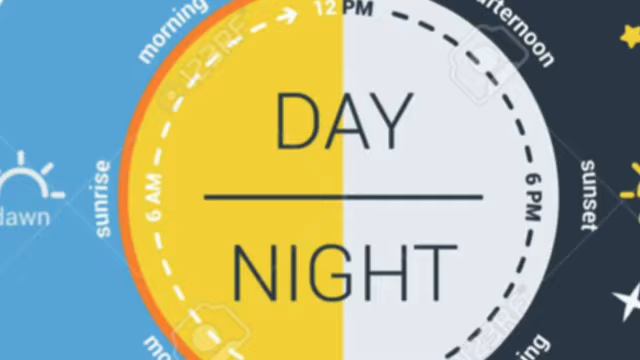 morning
12 PM
afternoon
DAY
dawn
sunrise
6 AM
6 PM
sunset
NIGHT